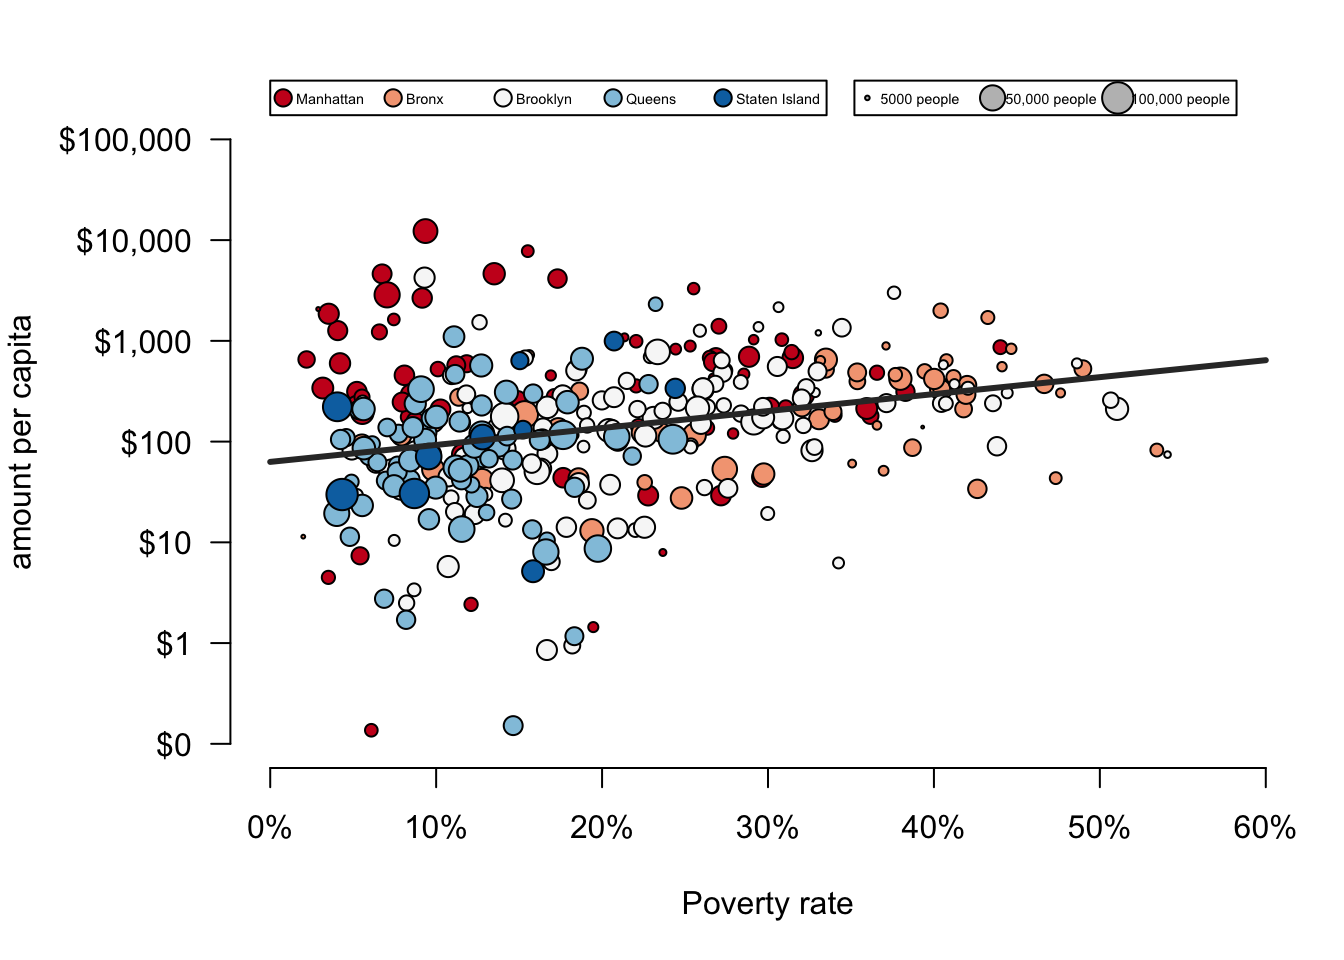 Manhattan Bronx Brooklyn Queens Staten Island 5000 people 50,000 people 100,000 people
$100,000
$10,000
$1,000
$100
$10
$1
$0
amount per capita
0% 10% 20% 30% 40% 50% 60%
Poverty rate